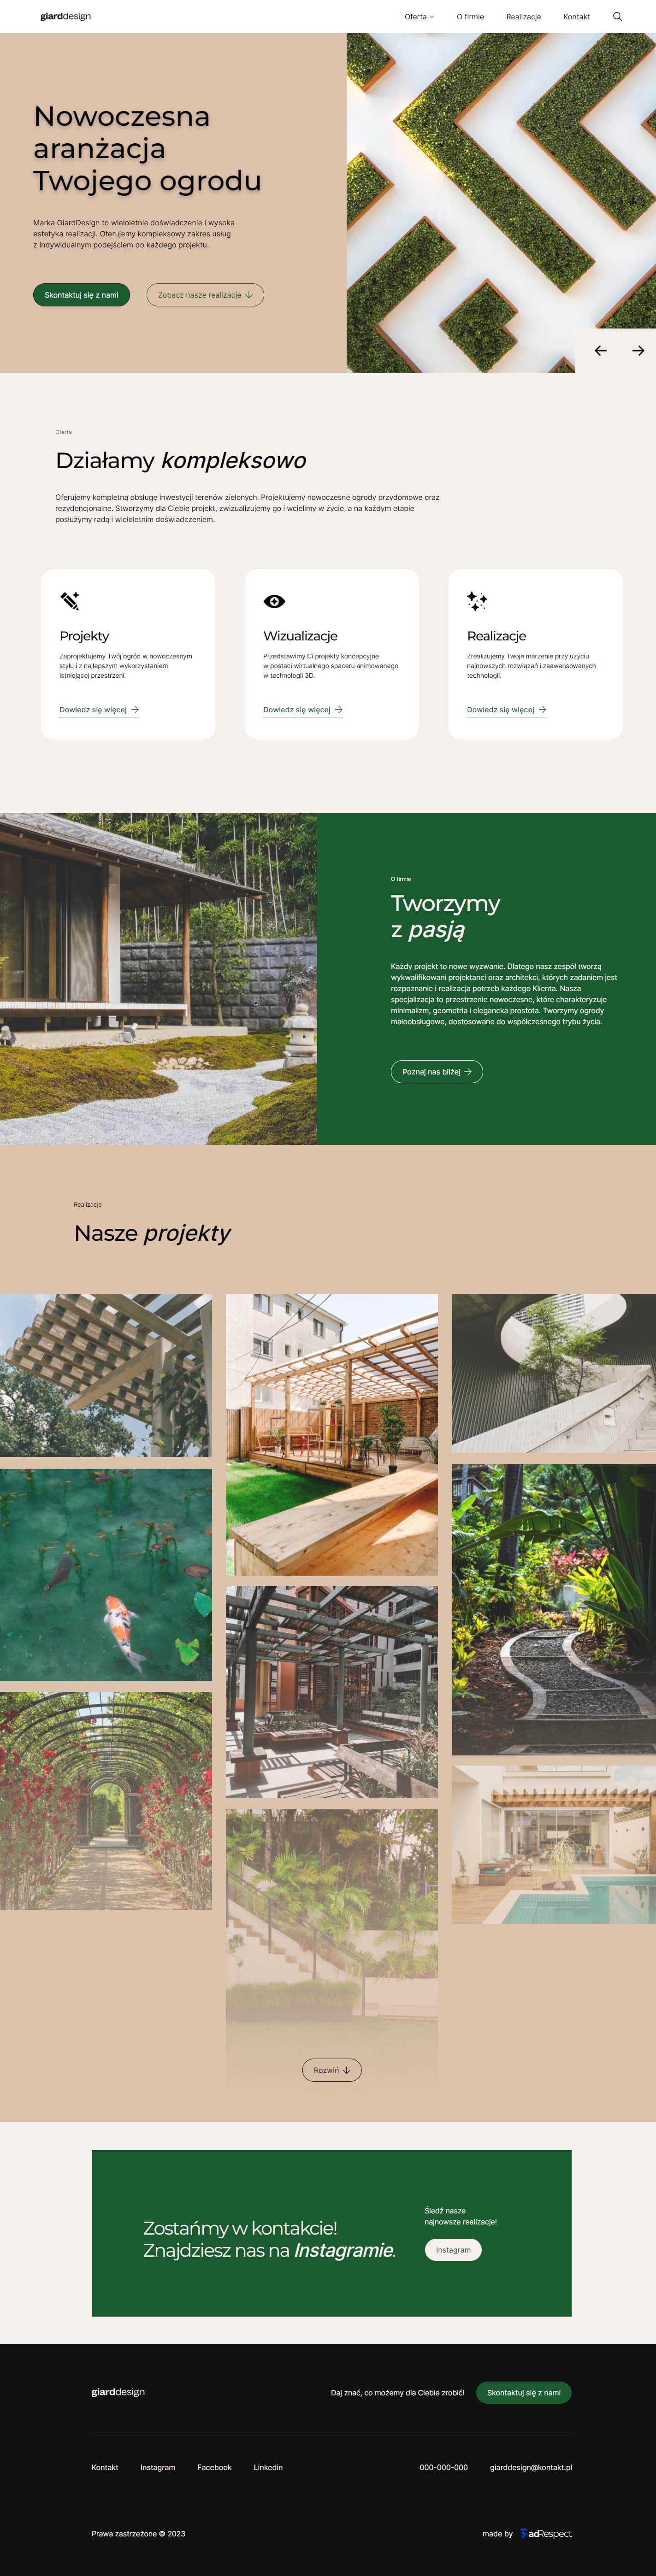 giarddesign
Oferta
O firmie
Realizacje
Kontakt
Nowoczesna
aranżacja
Twojego ogrodu
Marka GiardDesign to wieloletnie doświadczenie i wysoka
estetyka realizacji. Oferujemy kompleksowy zakres usług
z indywidualnym podejściem do każdego projektu.
Skontaktuj się z nami
Zobacz nasze realizacje
Oferta
Działamy kompleksowo
Oferujemy kompletną obsługę inwestycji terenów zielonych. Projektujemy nowoczesne ogrody przydomowe oraz
rezydencjonalne. Stworzymy dla Ciebie projekt, zwizualizujemy go i wcielimy w życie, a na każdym etapie
posłużymy radą i wieloletnim doświadczeniem.
Projekty
Zaprojektujemy Twój ogród w nowoczesnym
stylu i z najlepszym wykorzystaniem
istniejącej przestrzeni.
Dowiedz się więcej
Wizualizacje
Przedstawimy Ci projekty koncepcyjne
w postaci wirtualnego spaceru animowanego
w technologii 3D.
Dowiedz się więcej
Realizacje
Zrealizujemy Twoje marzenie przy użyciu
najnowszych rozwiązań i zaawansowanych
technologii.
Dowiedz się więcej
O firmie
Tworzymy
z pasją
Każdy projekt to nowe wyzwanie. Dlatego nasz zespół tworzą
wykwalifikowani projektanci oraz architekci, których zadaniem jest
rozpoznanie i realizacja potrzeb każdego Klienta. Nasza
specjalizacja to przestrzenie nowoczesne, które charakteryzuje
minimalizm, geometria i elegancka prostota. Tworzymy ogrody
małoobsługowe, dostosowane do współczesnego trybu życia.
Poznaj nas bliżej
Realizacje
Nasze projekty
Rozwiń
Zostańmy w kontakcie!
Znajdziesz nas na Instagramie.
Śledź nasze
najnowsze realizacje!
Instagram
giarddesign
Daj znać, co możemy dla Ciebie zrobić!
Skontaktuj się z nami
Kontakt
Instagram
Facebook
Linkedin
000-000-000
giarddesign@kontakt.pl
Prawa zastrzeżone © 2023
made by
adRespect